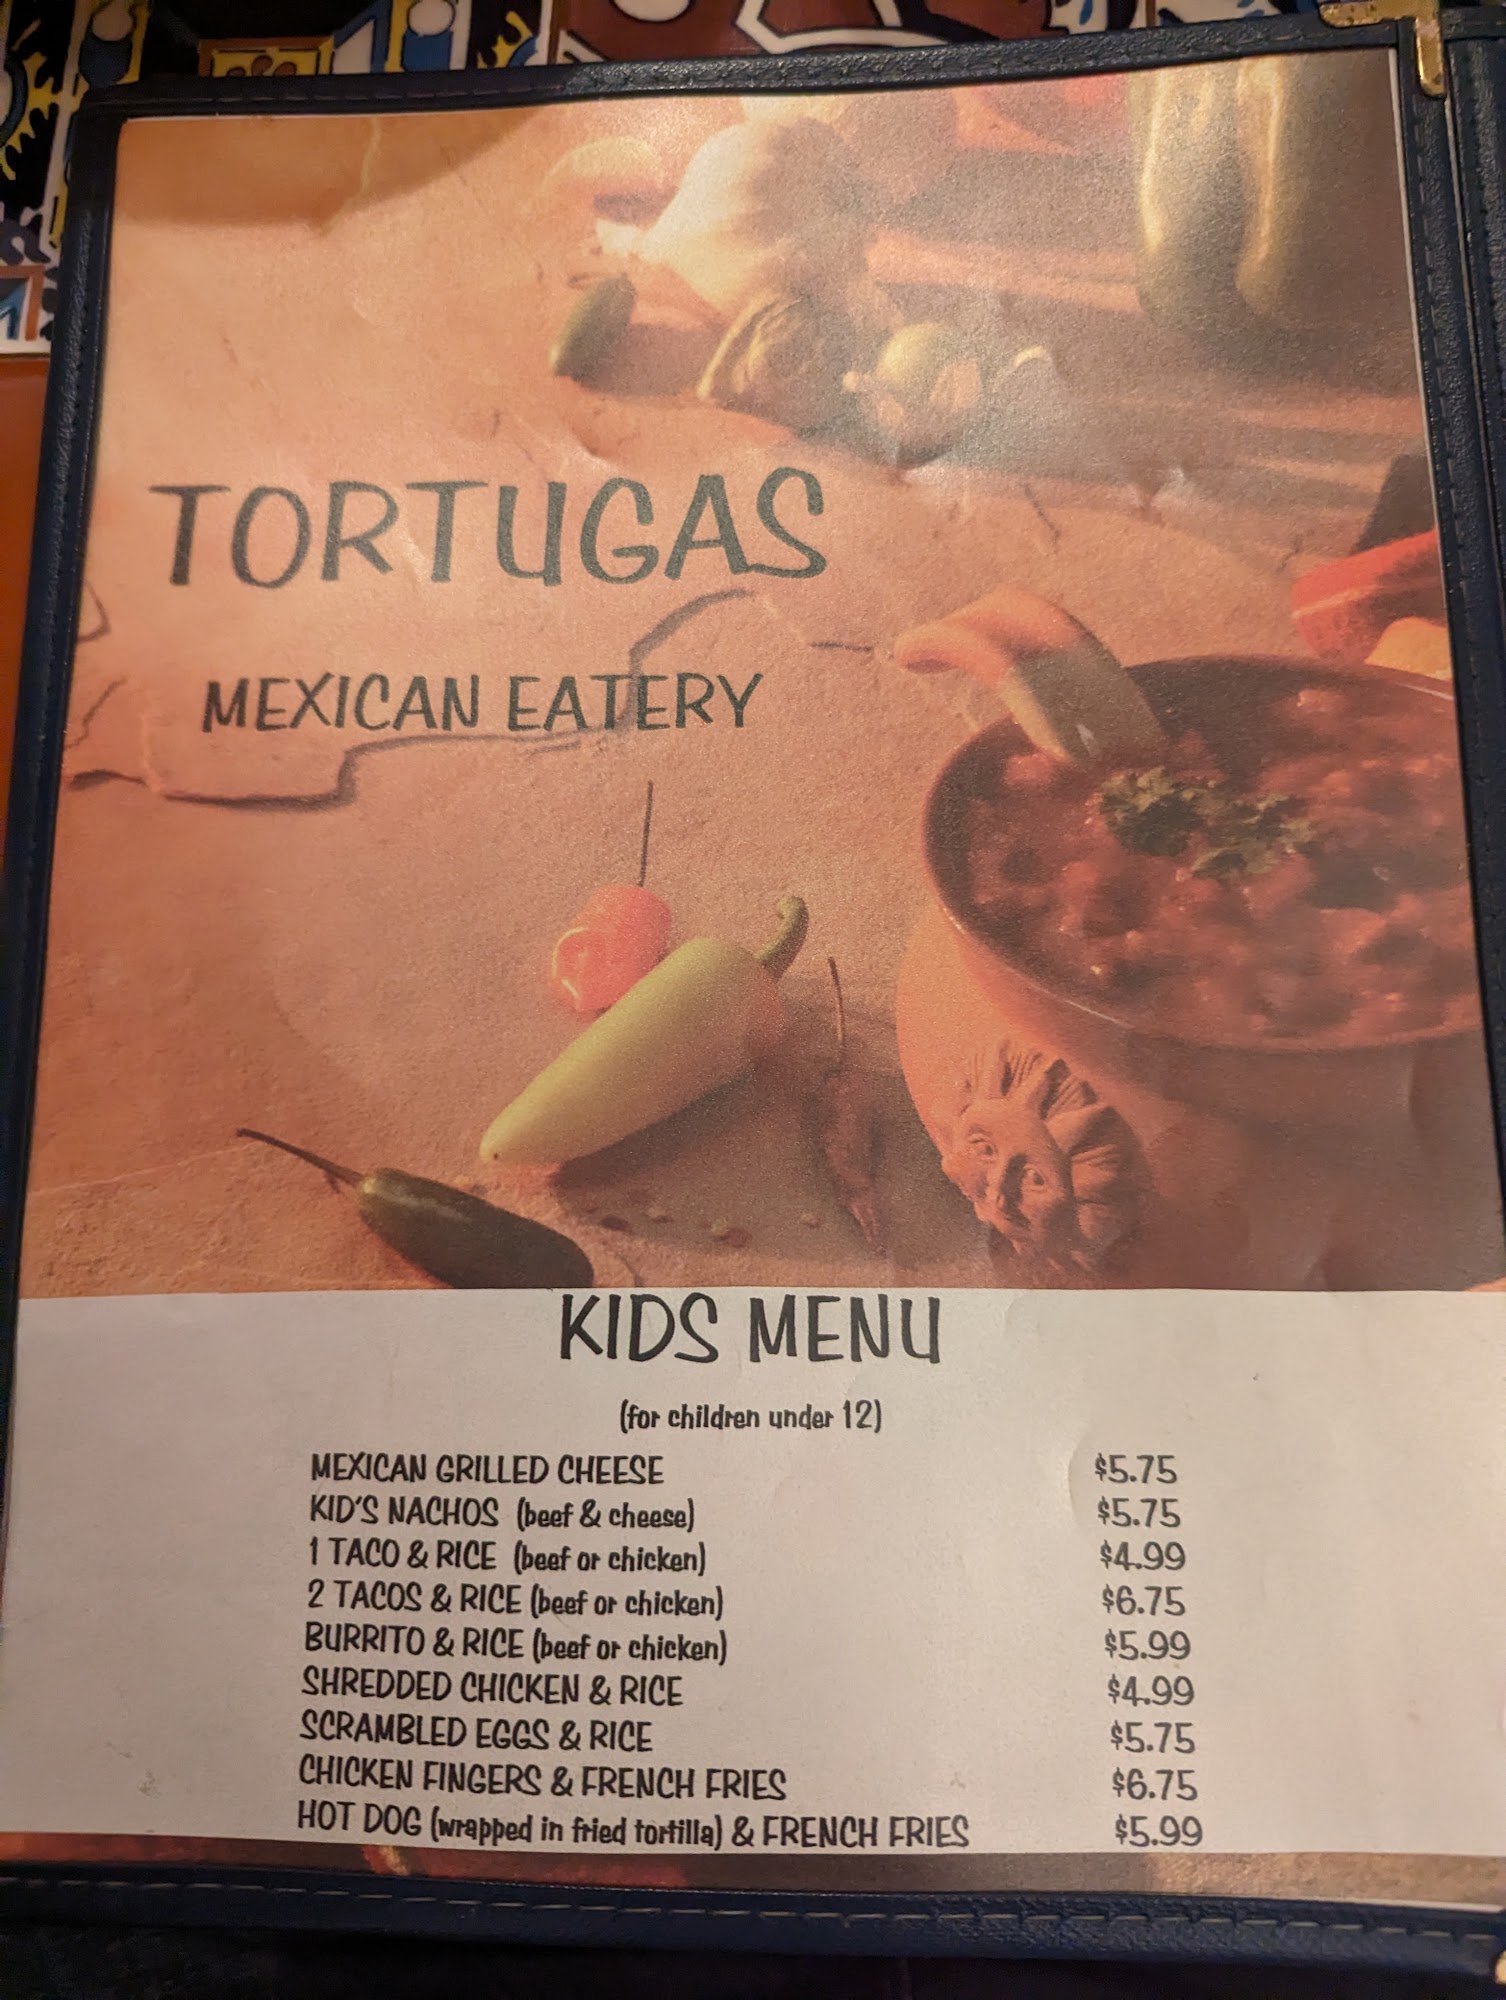 TORTUGAS
MEXICAN EATERY
KIDS MENU
(for children under 12)
MEXICAN GRILLED CHEESE $5.75
KID'S NACHOS (beef & cheese) $5.75
1 TACO & RICE (beef or chicken) $4.99
2 TACOS & RICE (beef or chicken) $6.75
BURRITO & RICE (beef or chicken) $5.99
SHREDDED CHICKEN & RICE $4.99
SCRAMBLED EGGS & RICE $5.75
CHICKEN FINGERS & FRENCH FRIES $6.75
HOT DOG (wrapped in fried tortilla) & FRENCH FRIES $5.99